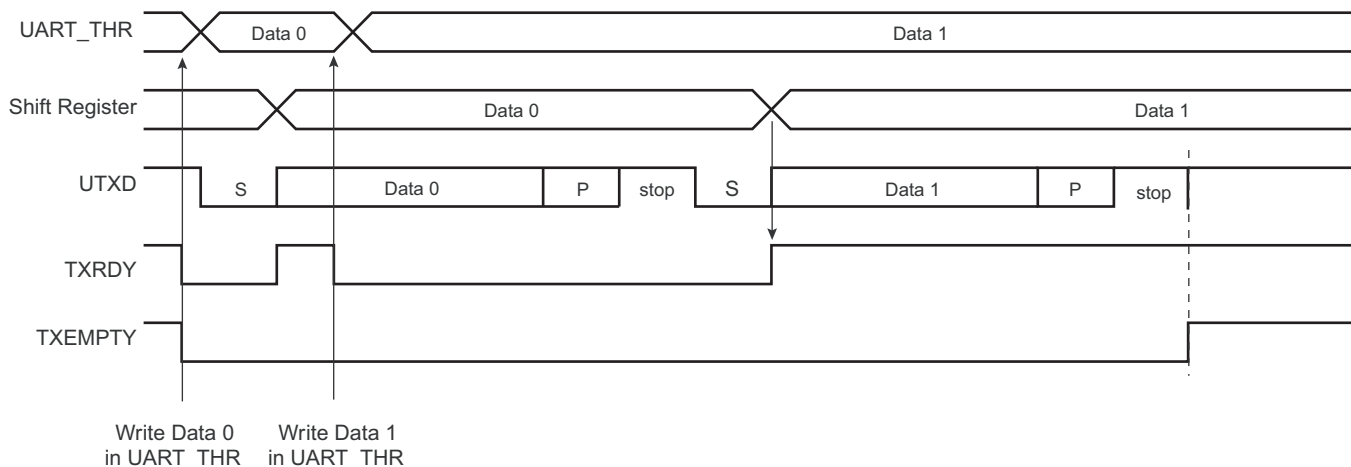 UART_THR
Data 0
Data 1
Shift Register
Data 0
Data 1
UTXD
S
Data 0
P
stop
S
Data 1
P
stop
TXRDY
TXEMPTY
Write Data 0
in UART_THR
Write Data 1
in UART_THR